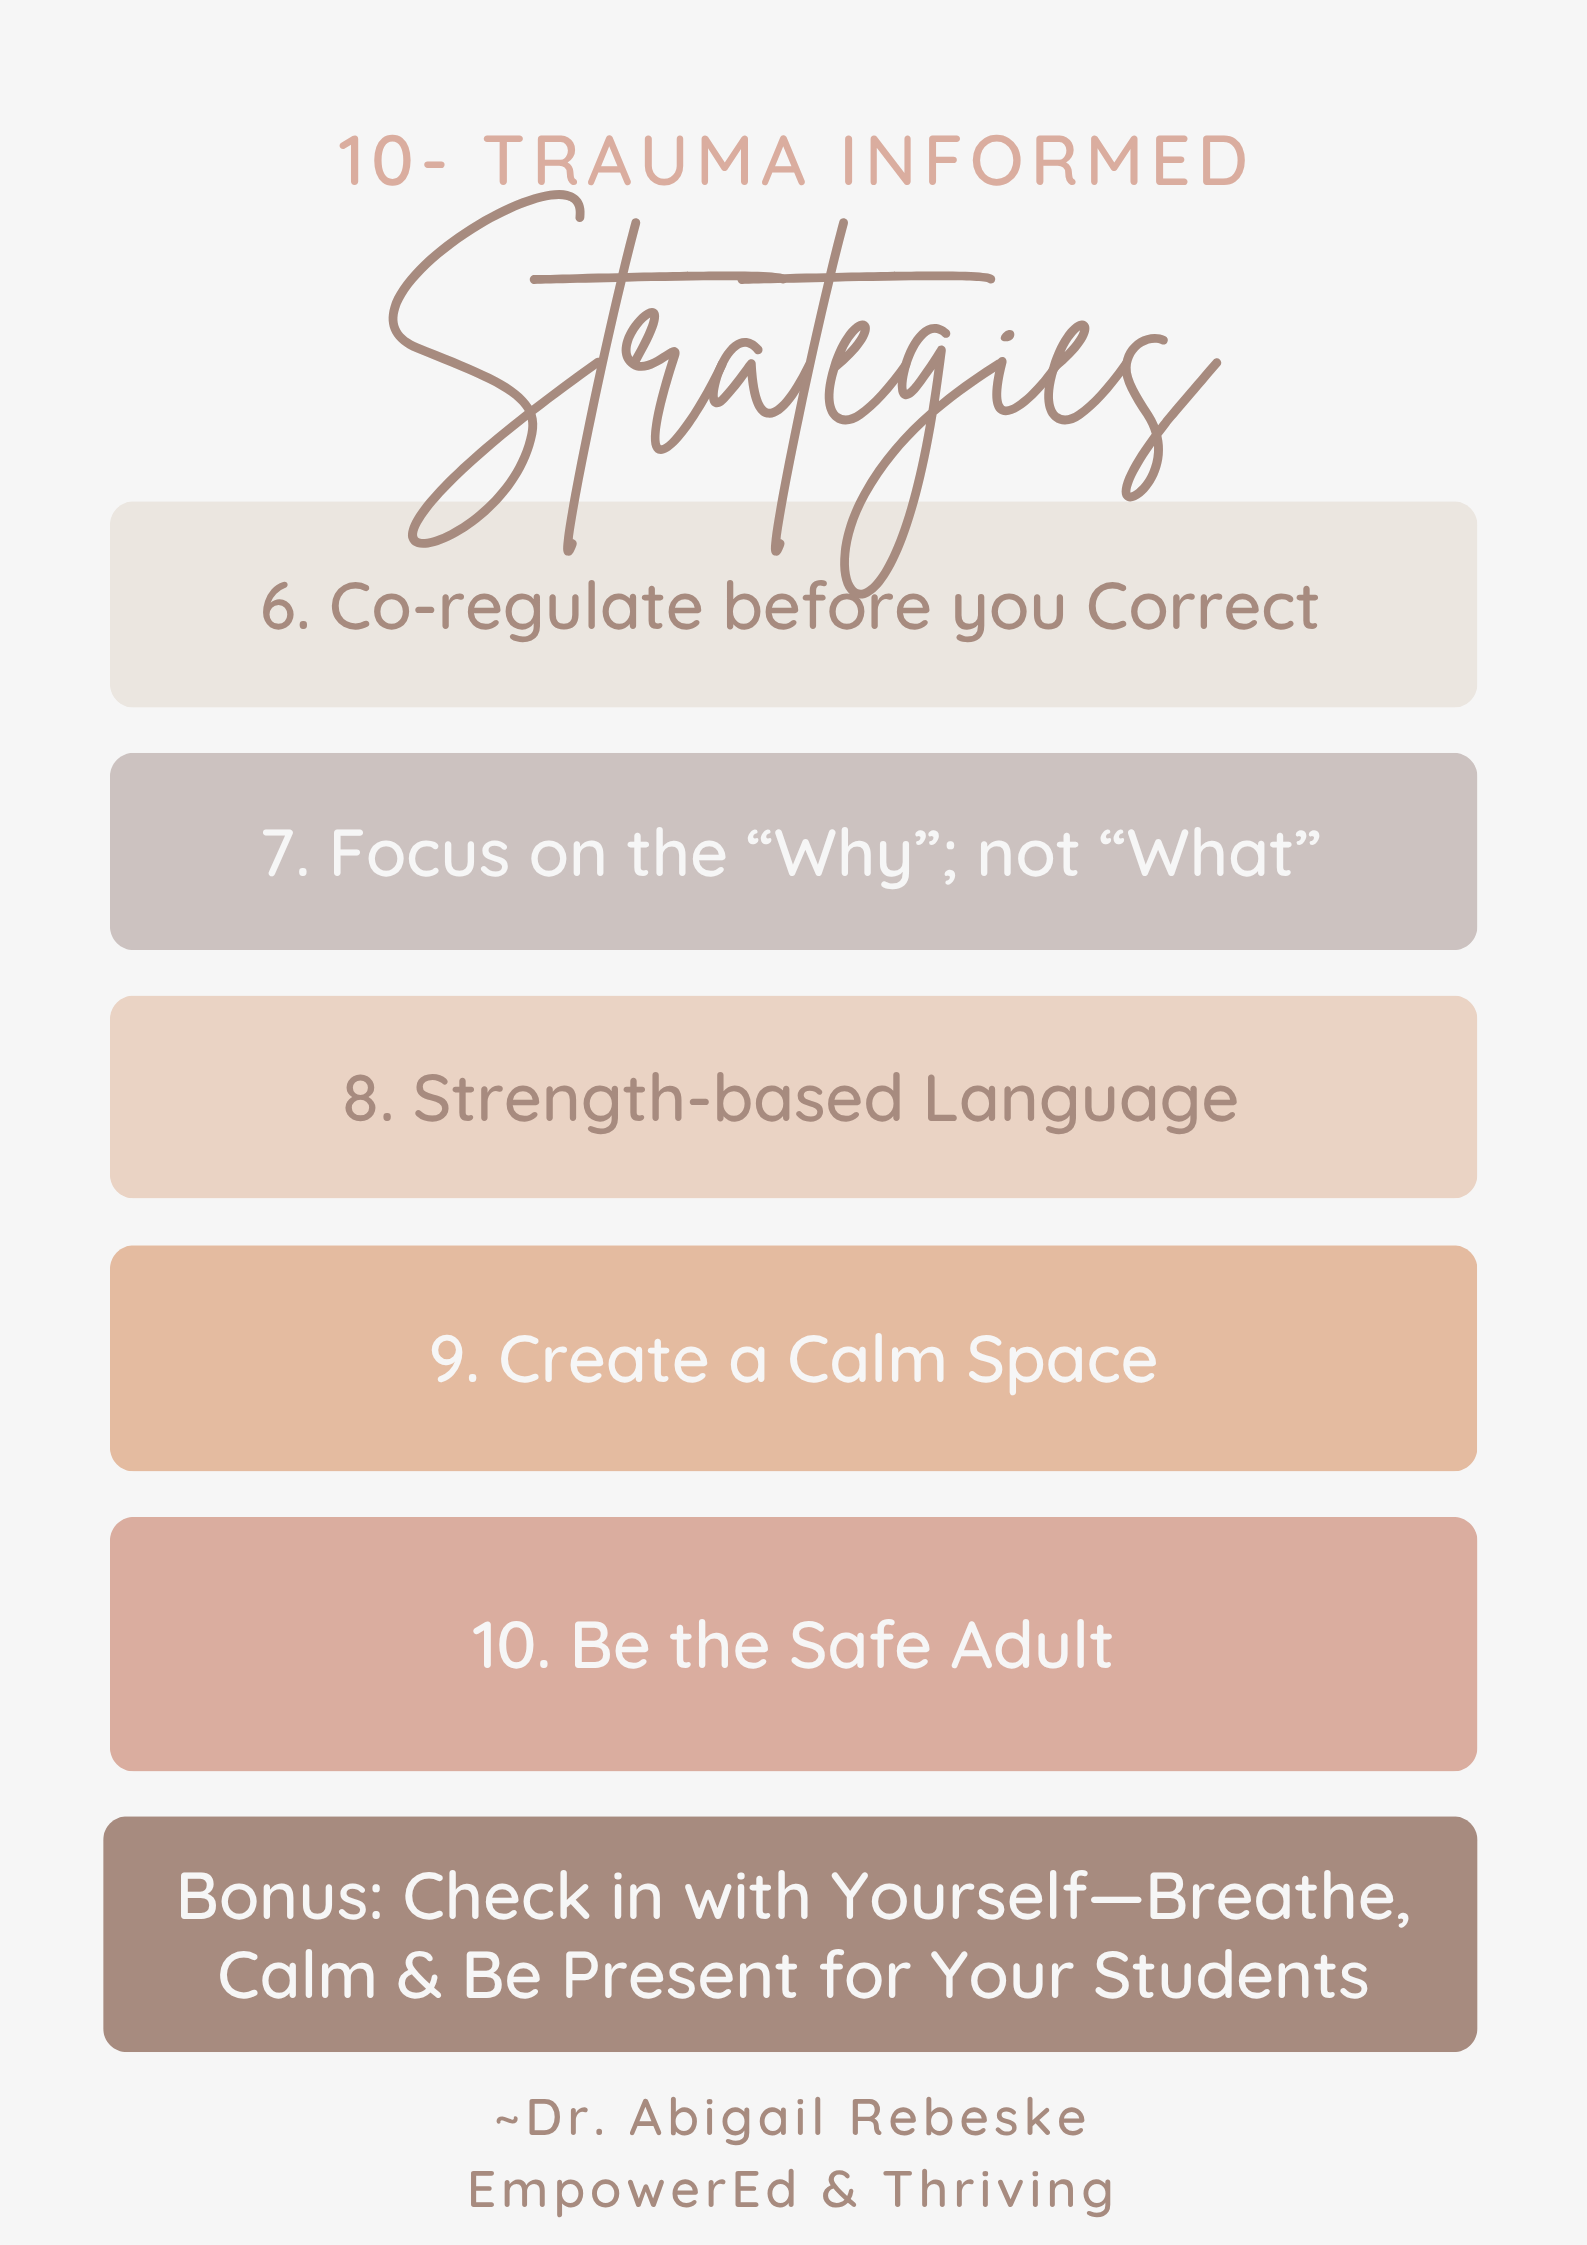 10- TRAUMA INFORMED
Strategies
6. Co-regulate before you Correct
7. Focus on the “Why”; not “What”
8. Strength-based Language
9. Create a Calm Space
10. Be the Safe Adult
Bonus: Check in with Yourself—Breathe,
Calm & Be Present for Your Students
~Dr. Abigail Rebeske
EmpowerEd & Thriving